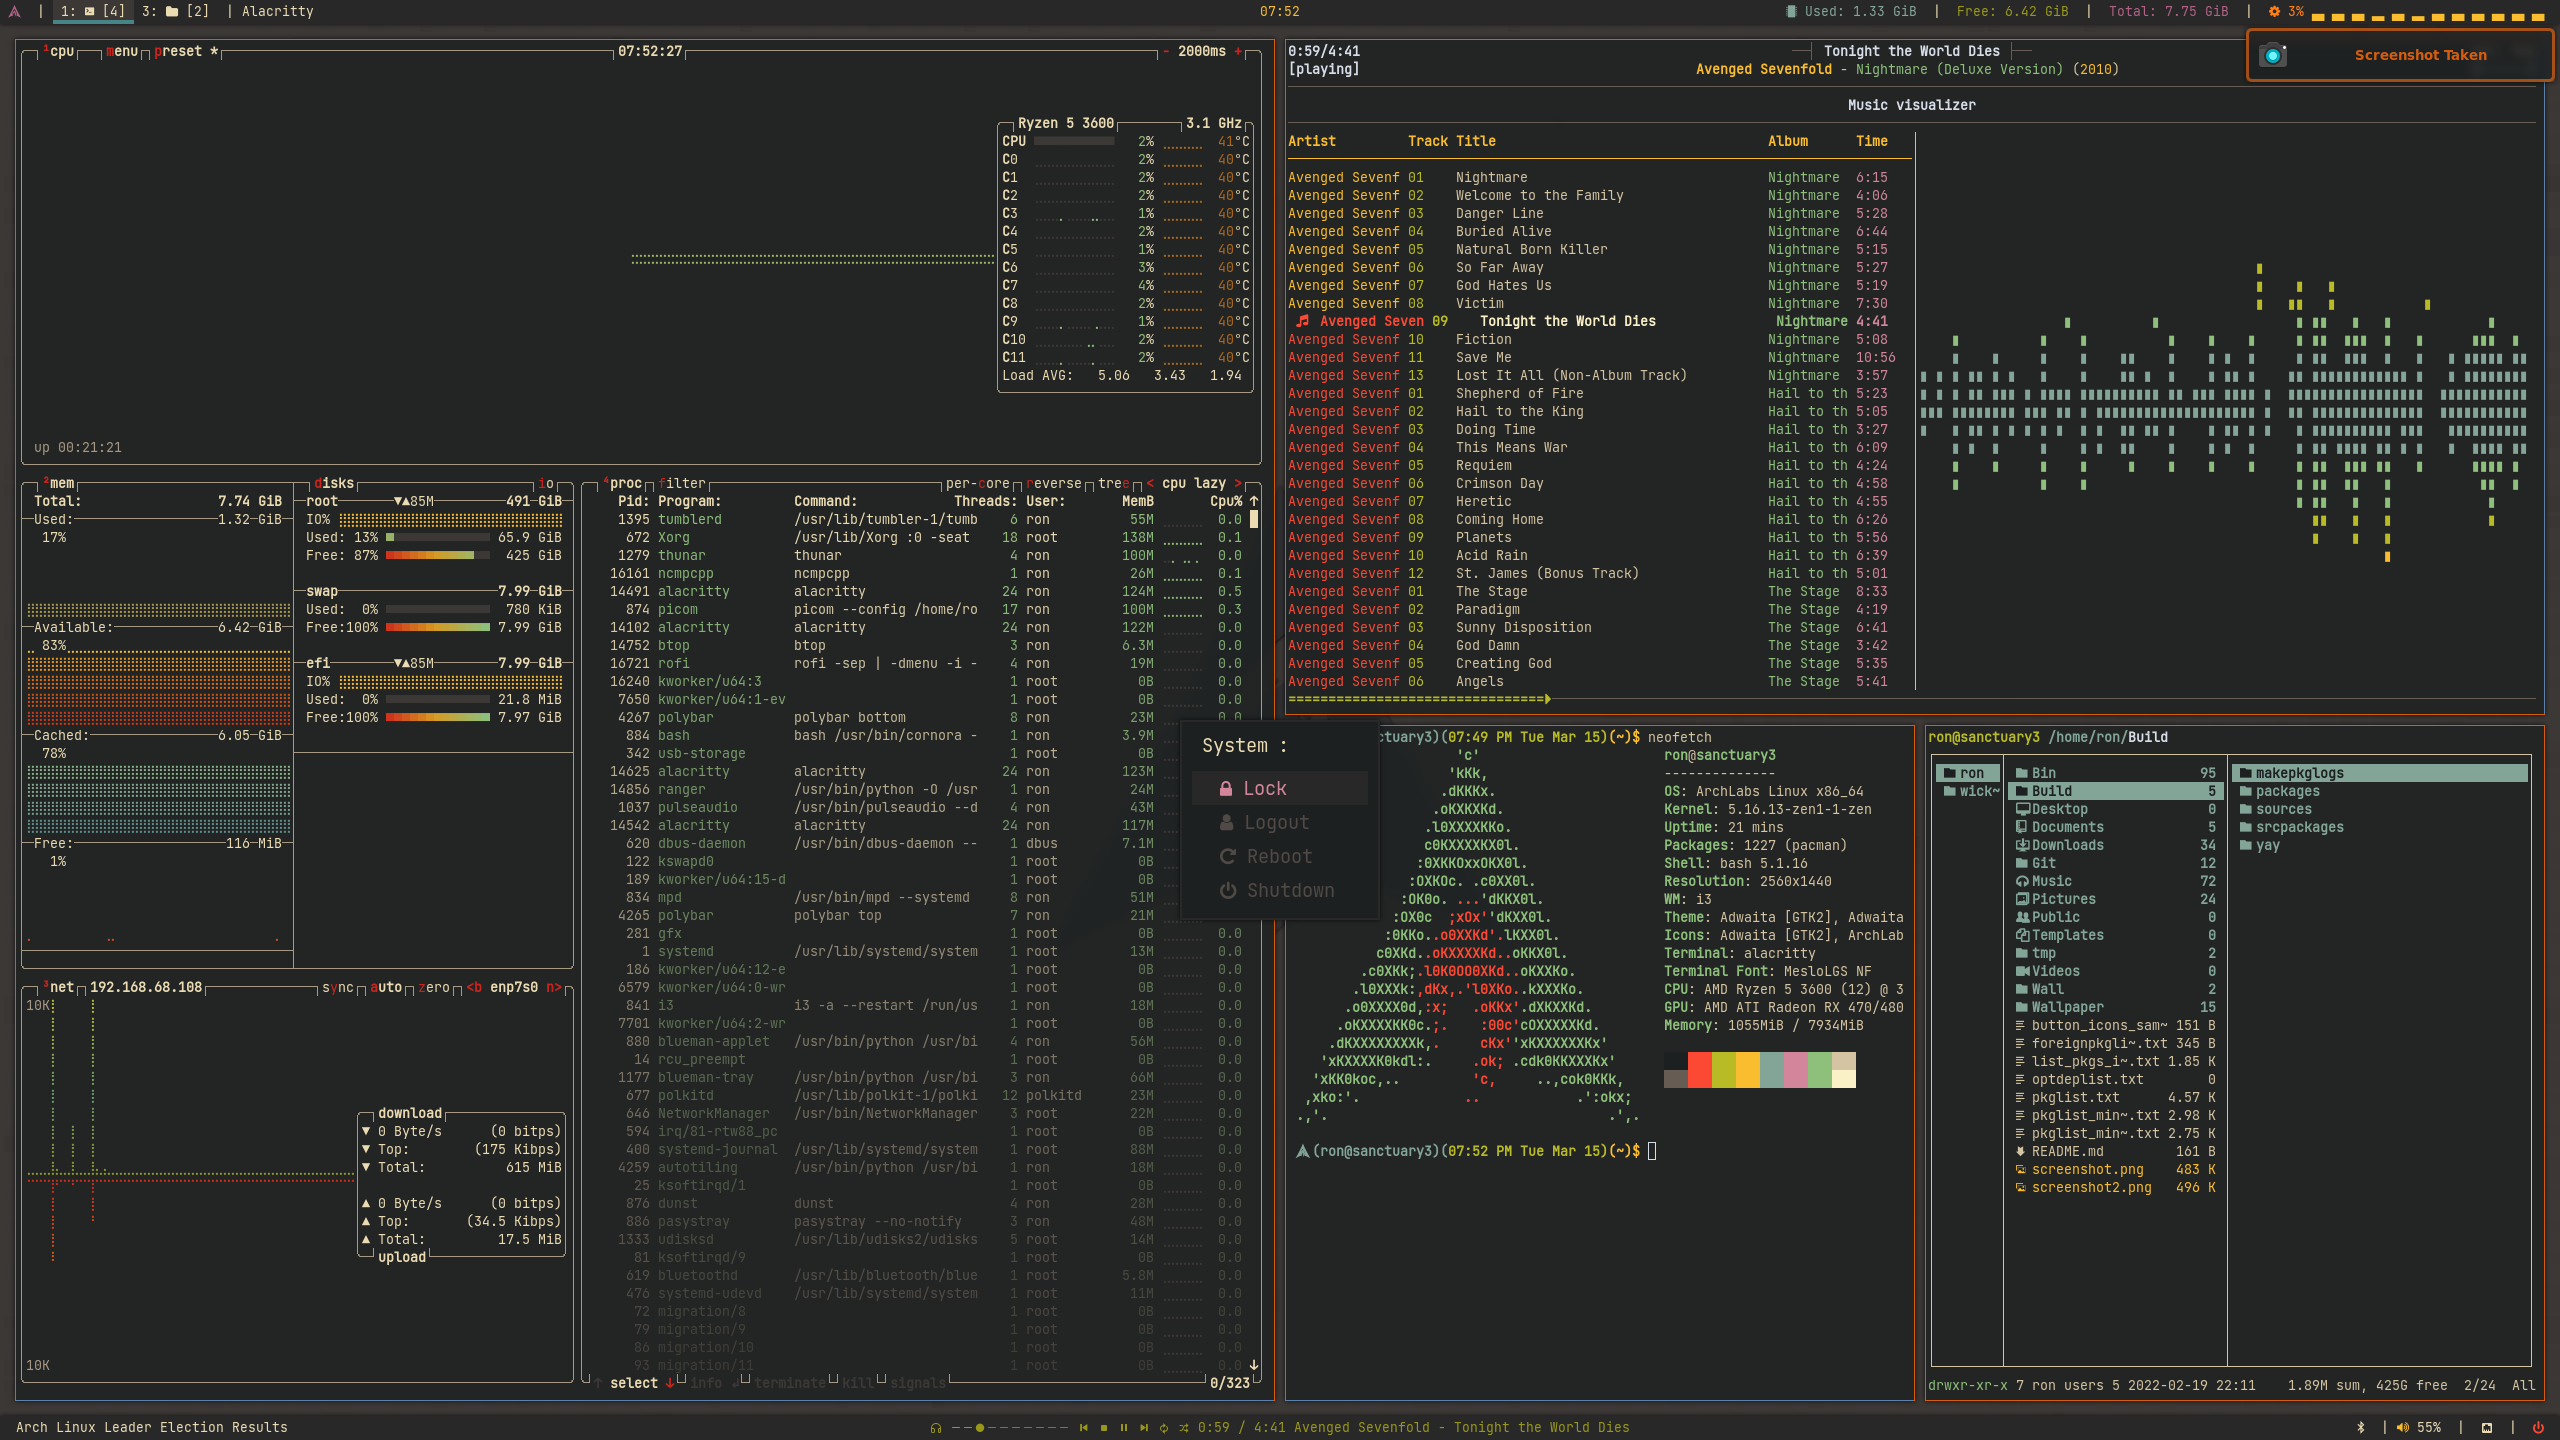 1: [4] 3: [2] | Alacritty
07:52
Used: 1.33 GiB | Free: 6.42 GiB | Total: 7.75 GiB | 3%
Screenshot Taken
¹cpu menu preset * 07:52:27 - 2000ms +
Ryzen 5 3600 3.1 GHz
CPU 2% 41°C
C0 2% 40°C
C1 2% 40°C
C2 2% 40°C
C3 1% 40°C
C4 2% 40°C
C5 1% 40°C
C6 3% 40°C
C7 4% 40°C
C8 2% 40°C
C9 1% 40°C
C10 2% 40°C
C11 2% 40°C
Load AVG: 5.06 3.43 1.94
up 00:21:21
²mem
Total: 7.74 GiB
Used: 1.32 GiB
17%
Available: 6.42 GiB
83%
Cached: 6.05 GiB
78%
Free: 116 MiB
1%
disks io
root ▼▲85M 491 GiB
IO%
Used: 13% 65.9 GiB
Free: 87% 425 GiB
swap 7.99 GiB
Used: 0% 780 KiB
Free:100% 7.99 GiB
efi ▼▲85M 7.99 GiB
IO%
Used: 0% 21.8 MiB
Free:100% 7.97 GiB
³net 192.168.68.108 sync auto zero <b enp7s0 n>
10K
download
▼ 0 Byte/s (0 bitps)
▼ Top: (175 Kibps)
▼ Total: 615 MiB
▲ 0 Byte/s (0 bitps)
▲ Top: (34.5 Kibps)
▲ Total: 17.5 MiB
upload
10K
⁴proc filter per-core reverse tree < cpu lazy >
Pid: Program: Command: Threads: User: MemB Cpu% ↑
1395 tumblerd /usr/lib/tumbler-1/tumb 6 ron 55M 0.0
672 Xorg /usr/lib/Xorg :0 -seat 18 root 138M 0.1
1279 thunar thunar 4 ron 100M 0.0
16161 ncmpcpp ncmpcpp 1 ron 26M 0.1
14491 alacritty alacritty 24 ron 124M 0.5
874 picom picom --config /home/ro 17 ron 100M 0.3
14102 alacritty alacritty 24 ron 122M 0.0
14752 btop btop 3 ron 6.3M 0.0
16721 rofi rofi -sep | -dmenu -i - 4 ron 19M 0.0
16240 kworker/u64:3 1 root 0B 0.0
7650 kworker/u64:1-ev 1 root 0B 0.0
4267 polybar polybar bottom 8 ron 23M 0.0
884 bash bash /usr/bin/cornora - 1 ron 3.9M
342 usb-storage 1 root 0B
14625 alacritty alacritty 24 ron 123M
14856 ranger /usr/bin/python -O /usr 1 ron 24M
1037 pulseaudio /usr/bin/pulseaudio --d 4 ron 43M
14542 alacritty alacritty 24 ron 117M
620 dbus-daemon /usr/bin/dbus-daemon -- 1 dbus 7.1M
122 kswapd0 1 root 0B
189 kworker/u64:15-d 1 root 0B
834 mpd /usr/bin/mpd --systemd 8 ron 51M
4265 polybar polybar top 7 ron 21M
281 gfx 1 root 0B 0.0
1 systemd /usr/lib/systemd/system 1 root 13M 0.0
186 kworker/u64:12-e 1 root 0B 0.0
6579 kworker/u64:0-wr 1 root 0B 0.0
841 i3 i3 -a --restart /run/us 1 ron 18M 0.0
7701 kworker/u64:2-wr 1 root 0B 0.0
880 blueman-applet /usr/bin/python /usr/bi 4 ron 56M 0.0
14 rcu_preempt 1 root 0B 0.0
1177 blueman-tray /usr/bin/python /usr/bi 3 ron 66M 0.0
677 polkitd /usr/lib/polkit-1/polki 12 polkitd 23M 0.0
646 NetworkManager /usr/bin/NetworkManager 3 root 22M 0.0
594 irq/81-rtw88_pc 1 root 0B 0.0
400 systemd-journal /usr/lib/systemd/system 1 root 88M 0.0
4259 autotiling /usr/bin/python /usr/bi 1 ron 18M 0.0
25 ksoftirqd/1 1 root 0B 0.0
876 dunst dunst 4 ron 28M 0.0
886 pasystray pasystray --no-notify 3 ron 48M 0.0
1333 udisksd /usr/lib/udisks2/udisks 5 root 14M 0.0
81 ksoftirqd/9 1 root 0B 0.0
619 bluetoothd /usr/lib/bluetooth/blue 1 root 5.8M 0.0
476 systemd-udevd /usr/lib/systemd/system 1 root 11M 0.0
72 migration/8 1 root 0B 0.0
79 migration/9 1 root 0B 0.0
86 migration/10 1 root 0B 0.0
93 migration/11 1 root 0B 0.0 ↓
↑ select ↓ info terminate kill signals 0/323
System :
Lock
Logout
Reboot
Shutdown
0:59/4:41 Tonight the World Dies
[playing] Avenged Sevenfold - Nightmare (Deluxe Version) (2010)
Music visualizer
Artist Track Title Album Time
Avenged Sevenf 01 Nightmare Nightmare 6:15
Avenged Sevenf 02 Welcome to the Family Nightmare 4:06
Avenged Sevenf 03 Danger Line Nightmare 5:28
Avenged Sevenf 04 Buried Alive Nightmare 6:44
Avenged Sevenf 05 Natural Born Killer Nightmare 5:15
Avenged Sevenf 06 So Far Away Nightmare 5:27
Avenged Sevenf 07 God Hates Us Nightmare 5:19
Avenged Sevenf 08 Victim Nightmare 7:30
Avenged Seven 09 Tonight the World Dies Nightmare 4:41
Avenged Sevenf 10 Fiction Nightmare 5:08
Avenged Sevenf 11 Save Me Nightmare 10:56
Avenged Sevenf 13 Lost It All (Non-Album Track) Nightmare 3:57
Avenged Sevenf 01 Shepherd of Fire Hail to th 5:23
Avenged Sevenf 02 Hail to the King Hail to th 5:05
Avenged Sevenf 03 Doing Time Hail to th 3:27
Avenged Sevenf 04 This Means War Hail to th 6:09
Avenged Sevenf 05 Requiem Hail to th 4:24
Avenged Sevenf 06 Crimson Day Hail to th 4:58
Avenged Sevenf 07 Heretic Hail to th 4:55
Avenged Sevenf 08 Coming Home Hail to th 6:26
Avenged Sevenf 09 Planets Hail to th 5:56
Avenged Sevenf 10 Acid Rain Hail to th 6:39
Avenged Sevenf 12 St. James (Bonus Track) Hail to th 5:01
Avenged Sevenf 01 The Stage The Stage 8:33
Avenged Sevenf 02 Paradigm The Stage 4:19
Avenged Sevenf 03 Sunny Disposition The Stage 6:41
Avenged Sevenf 04 God Damn The Stage 3:42
Avenged Sevenf 05 Creating God The Stage 5:35
Avenged Sevenf 06 Angels The Stage 5:41
ctuary3)(07:49 PM Tue Mar 15)(~)$ neofetch
ron@sanctuary3
--------------
OS: ArchLabs Linux x86_64
Kernel: 5.16.13-zen1-1-zen
Uptime: 21 mins
Packages: 1227 (pacman)
Shell: bash 5.1.16
Resolution: 2560x1440
WM: i3
Theme: Adwaita [GTK2], Adwaita
Icons: Adwaita [GTK2], ArchLab
Terminal: alacritty
Terminal Font: MesloLGS NF
CPU: AMD Ryzen 5 3600 (12) @ 3
GPU: AMD ATI Radeon RX 470/480
Memory: 1055MiB / 7934MiB
(ron@sanctuary3)(07:52 PM Tue Mar 15)(~)$
ron@sanctuary3 /home/ron/Build
ron
wick~
Bin 95
Build 5
Desktop 0
Documents 5
Downloads 34
Git 12
Music 72
Pictures 24
Public 0
Templates 0
tmp 2
Videos 0
Wall 2
Wallpaper 15
button_icons_sam~ 151 B
foreignpkgli~.txt 345 B
list_pkgs_i~.txt 1.85 K
optdeplist.txt 0
pkglist.txt 4.57 K
pkglist_min~.txt 2.98 K
pkglist_min~.txt 2.75 K
README.md 161 B
screenshot.png 483 K
screenshot2.png 496 K
makepkglogs
packages
sources
srcpackages
yay
drwxr-xr-x 7 ron users 5 2022-02-19 22:11 1.89M sum, 425G free 2/24 All
Arch Linux Leader Election Results
0:59 / 4:41 Avenged Sevenfold - Tonight the World Dies
| 55% | |